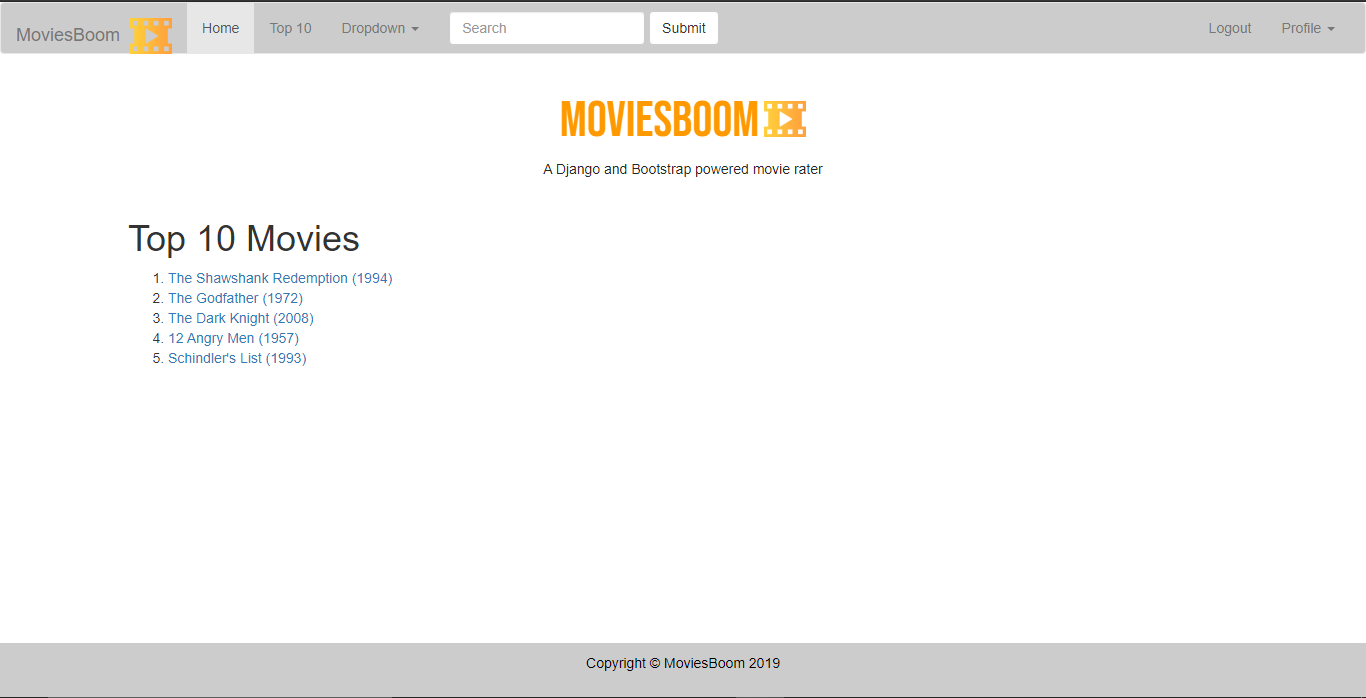 MoviesBoom Home Top 10 Dropdown Search Submit Logout Profile
MOVIESBOOM
A Django and Bootstrap powered movie rater
Top 10 Movies
1. The Shawshank Redemption (1994)
2. The Godfather (1972)
3. The Dark Knight (2008)
4. 12 Angry Men (1957)
5. Schindler's List (1993)
Copyright © MoviesBoom 2019